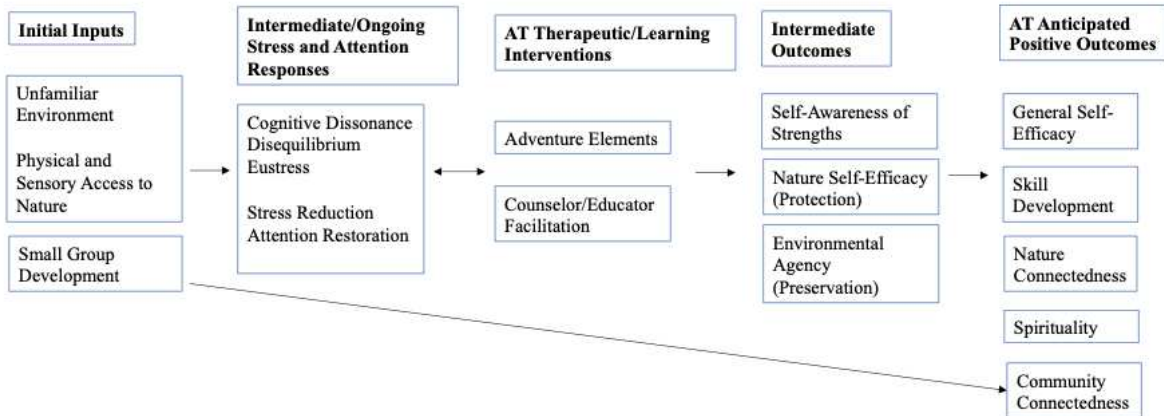 Initial Inputs
Unfamiliar
Environment
Physical and
Sensory Access to
Nature
Small Group
Development
Intermediate/Ongoing
Stress and Attention
Responses
Cognitive Dissonance
Disequilibrium
Eustress
Stress Reduction
Attention Restoration
AT Therapeutic/Learning
Interventions
Adventure Elements
Counselor/Educator
Facilitation
Intermediate
Outcomes
Self-Awareness of
Strengths
Nature Self-Efficacy
(Protection)
Environmental
Agency
(Preservation)
AT Anticipated
Positive Outcomes
General Self-
Efficacy
Skill
Development
Nature
Connectedness
Spirituality
Community
Connectedness